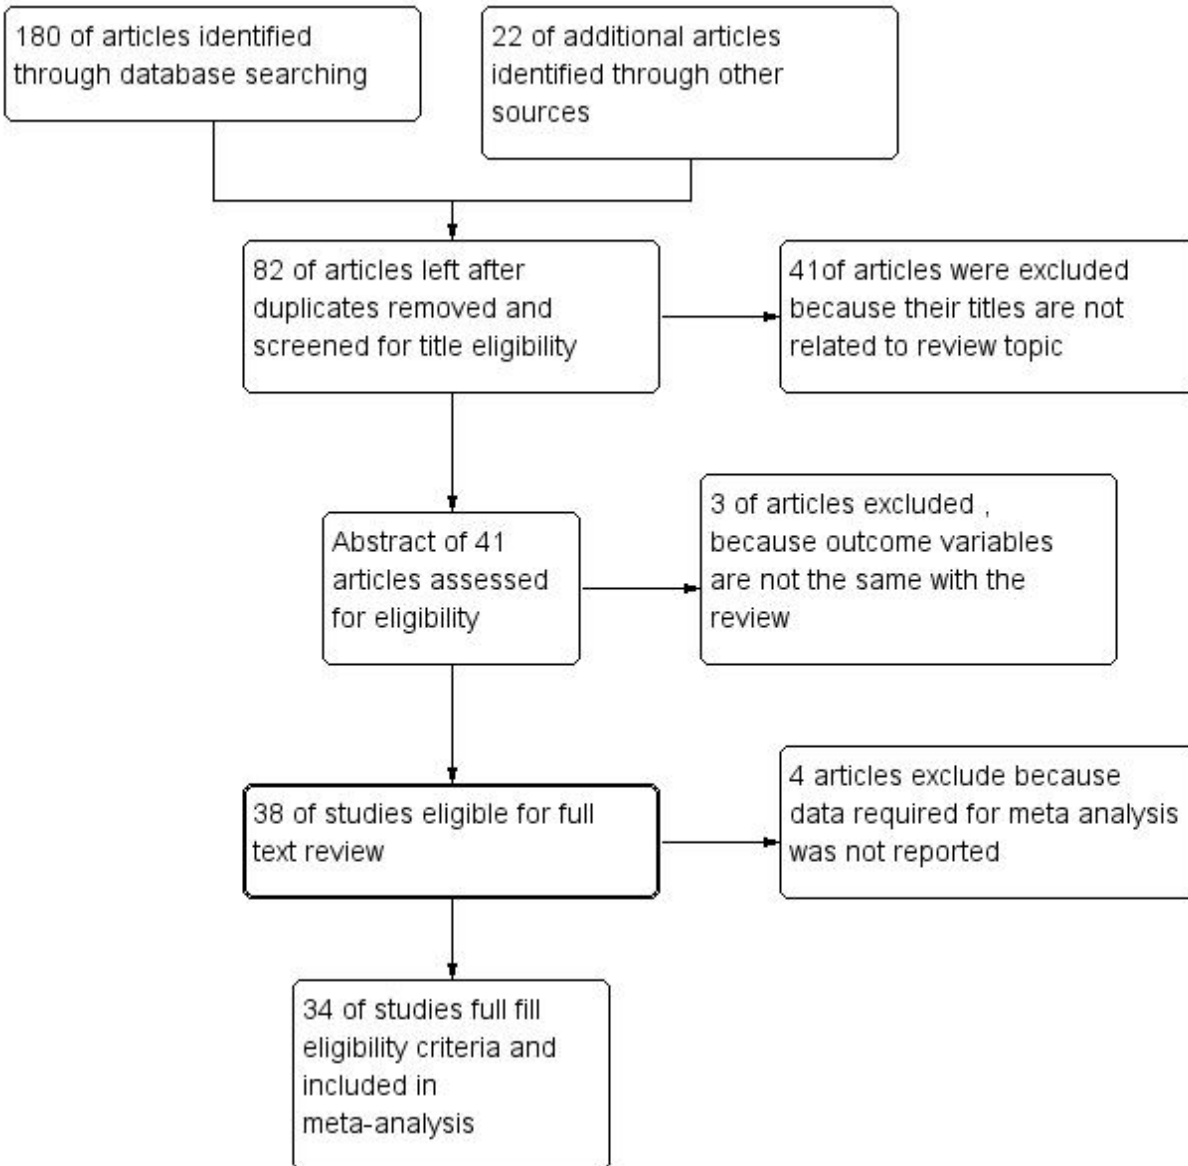 180 of articles identified
through database searching
22 of additional articles
identified through other
sources
82 of articles left after
duplicates removed and
screened for title eligibility
41of articles were excluded
because their titles are not
related to review topic
Abstract of 41
articles assessed
for eligibility
3 of articles excluded ,
because outcome variables
are not the same with the
review
38 of studies eligible for full
text review
4 articles exclude because
data required for meta analysis
was not reported
34 of studies full fill
eligibility criteria and
included in
meta-analysis